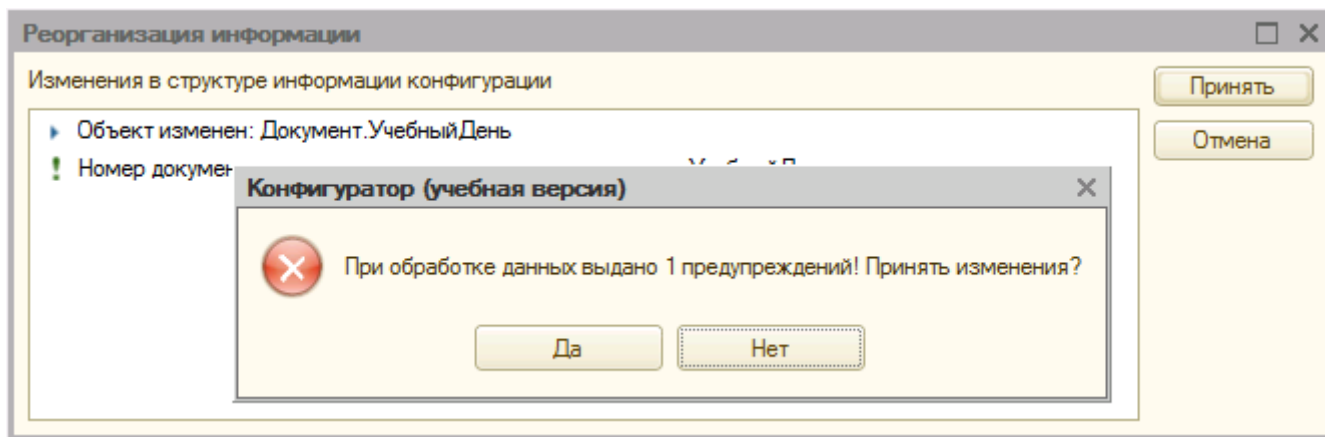 Реорганизация информации
Изменения в структуре информации конфигурации
Принять
Объект изменен: Документ.УчебныйДень
Отмена
Номер
Конфигуратор (учебная версия)
При обработке данных выдано 1 предупреждений! Принять изменения?
Да
Нет